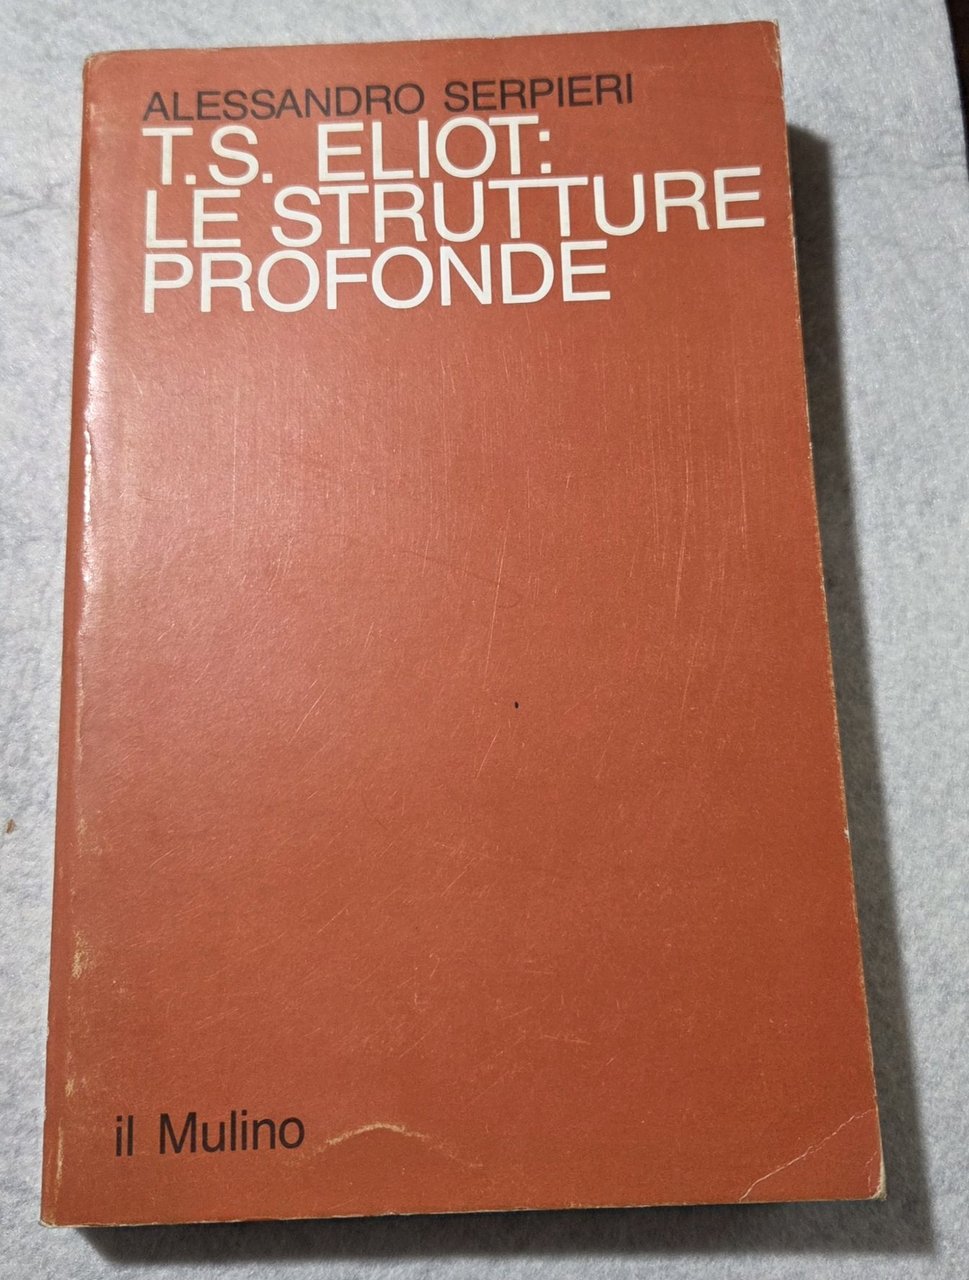 ALESSANDRO SERPIERI
T.S. ELIOT:
LE STRUTTURE
PROFONDE
il Mulino